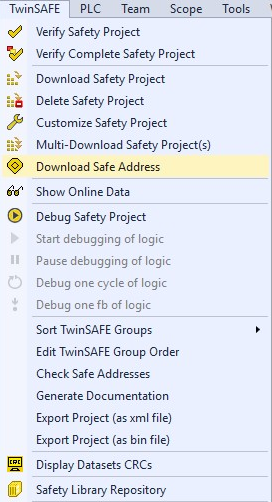 TwinSAFE PLC Team Scope Tools
Verify Safety Project
Verify Complete Safety Project
Download Safety Project
Delete Safety Project
Customize Safety Project
Multi-Download Safety Project(s)
Download Safe Address
Show Online Data
Debug Safety Project
Start debugging of logic
Pause debugging of logic
Debug one cycle of logic
Debug one fb of logic
Sort TwinSAFE Groups
Edit TwinSAFE Group Order
Check Safe Addresses
Generate Documentation
Export Project (as xml file)
Export Project (as bin file)
CRC Display Datasets CRCs
Safety Library Repository